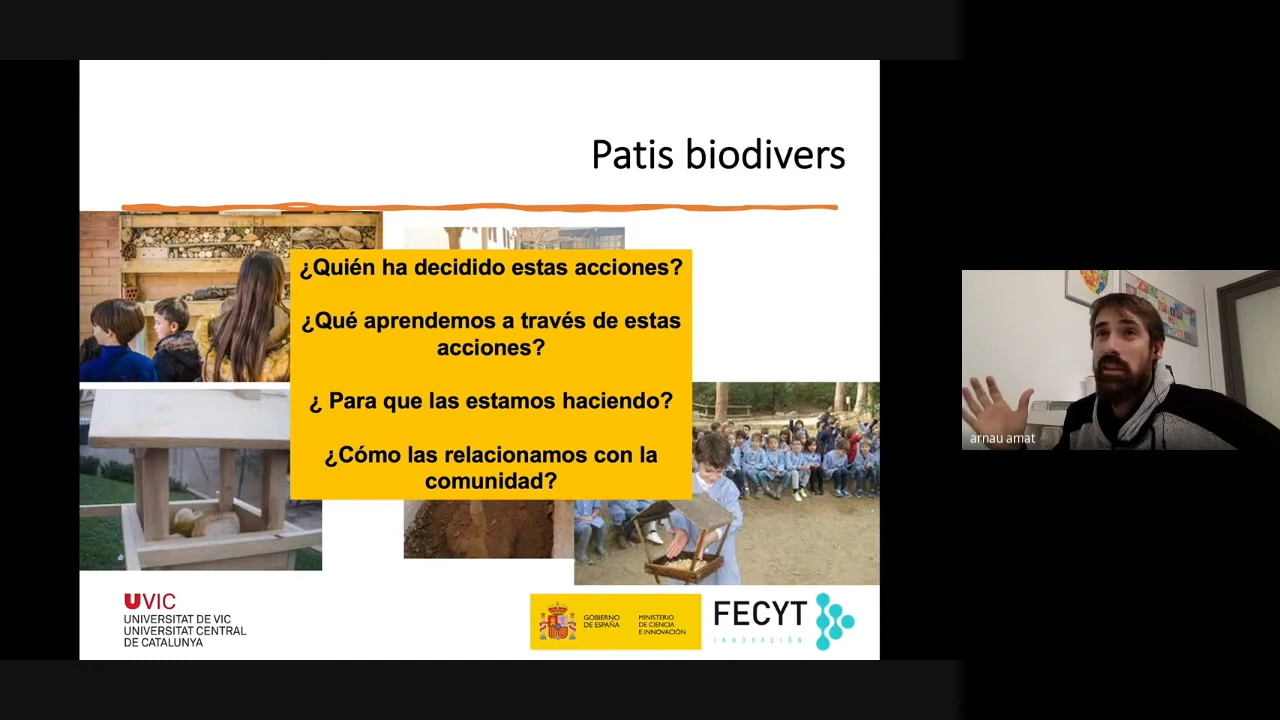 Patis biodivers
¿Quién ha decidido estas acciones?
¿Qué aprendemos a través de estas
acciones?
¿ Para que las estamos haciendo?
¿Cómo las relacionamos con la
comunidad?
arnau amat
UVIC
UNIVERSITAT DE VIC
UNIVERSITAT CENTRAL
DE CATALUNYA
GOBIERNO
DE ESPAÑA
MINISTERIO
DE CIENCIA
E INNOVACIÓN
FECYT
INNOVACIÓN